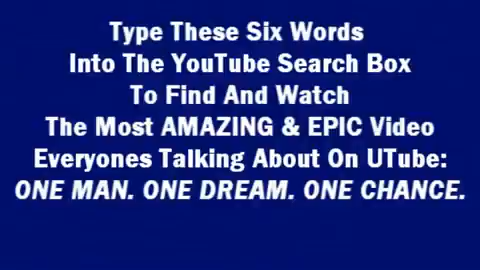 Type These Six Words
Into The YouTube Search Box
To Find And Watch
The Most AMAZING & EPIC Video
Everyones Talking About On UTube:
ONE MAN. ONE DREAM. ONE CHANCE.